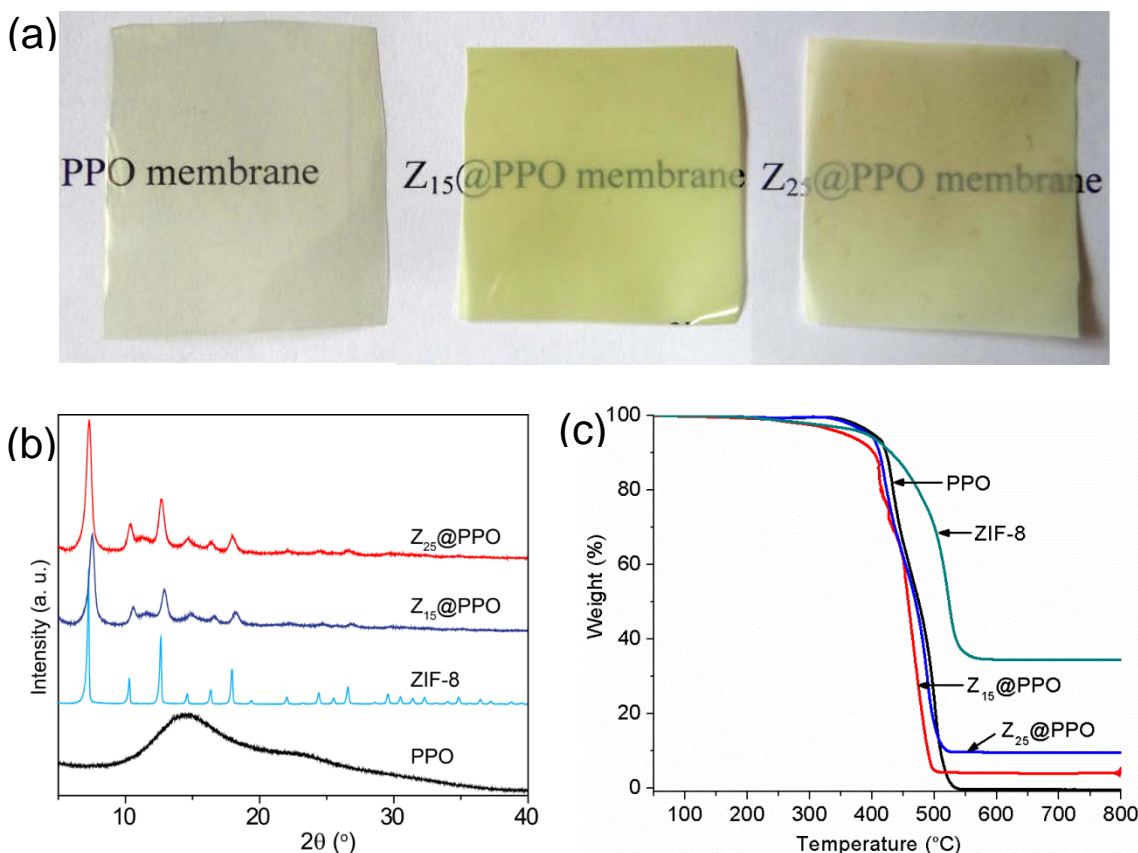 (a)
PPO membrane
Z₁₅@PPO membrane
Z₂₅@PPO membrane
(b)
Intensity (a. u.)
Z₂₅@PPO
Z₁₅@PPO
ZIF-8
PPO
10 20 30 40
2θ (°)
(c)
Weight (%)
100
80
60
40
20
0
PPO
ZIF-8
Z₁₅@PPO
Z₂₅@PPO
100 200 300 400 500 600 700 800
Temperature (°C)